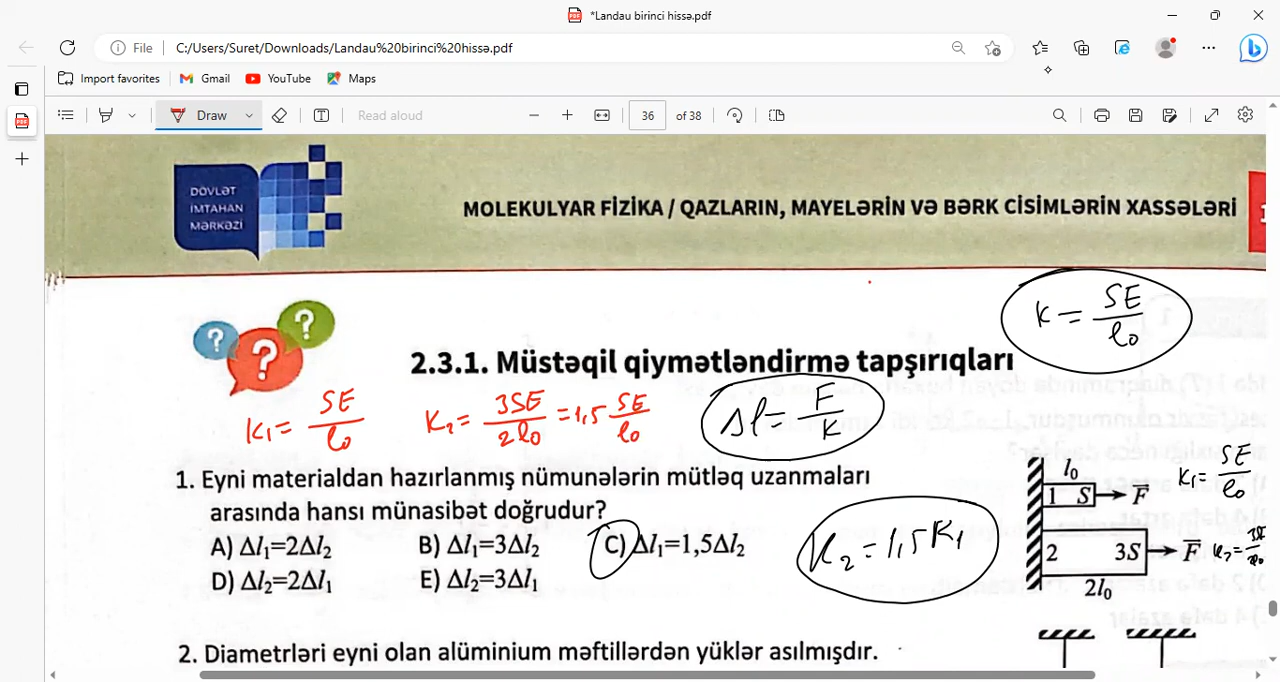 *Landau birinci hissə.pdf
File C:/Users/Suret/Downloads/Landau%20birinci%20hissə.pdf
Import favorites Gmail YouTube Maps
Draw Read aloud 36 of 38
DÖVLƏT
İMTAHAN
MƏRKƏZİ
MOLEKULYAR FİZİKA / QAZLARIN, MAYELƏRİN VƏ BƏRK CİSİMLƏRİN XASSƏLƏRİ
K = SE/l₀
2.3.1. Müstəqil qiymətləndirmə tapşırıqları
K₁ = SE/l₀ K₂ = 3SE/2l₀ = 1,5 SE/l₀ Δl = F/K
1. Eyni materialdan hazırlanmış nümunələrin mütləq uzanmaları
arasında hansı münasibət doğrudur?
A) Δl₁=2Δl₂ B) Δl₁=3Δl₂ C) Δl₁=1,5Δl₂
D) Δl₂=2Δl₁ E) Δl₂=3Δl₁
K₂ = 1,5 K₁
l₀
1 S F K₁ = SE/l₀
2 3S F
2l₀
2. Diametrləri eyni olan alüminium məftillərdən yüklər asılmışdır.